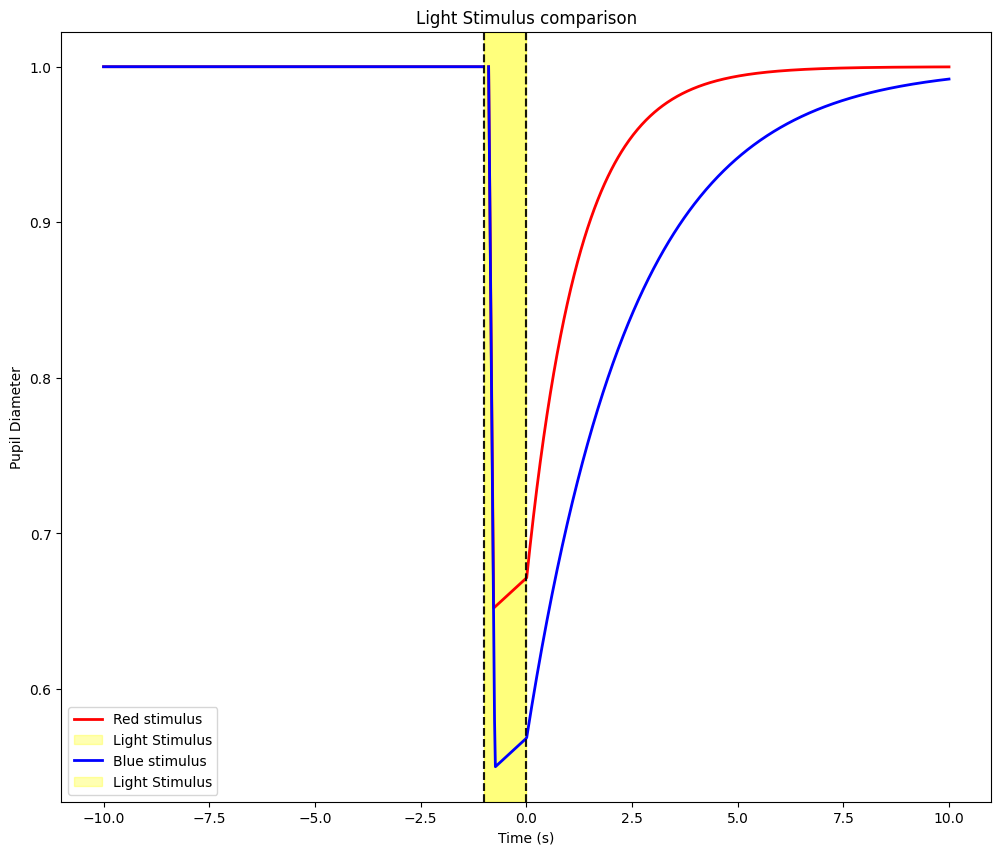 Light Stimulus comparison
Pupil Diameter
1.0
0.9
0.8
0.7
0.6
Red stimulus
Light Stimulus
Blue stimulus
Light Stimulus
−10.0 −7.5 −5.0 −2.5 0.0 2.5 5.0 7.5 10.0
Time (s)